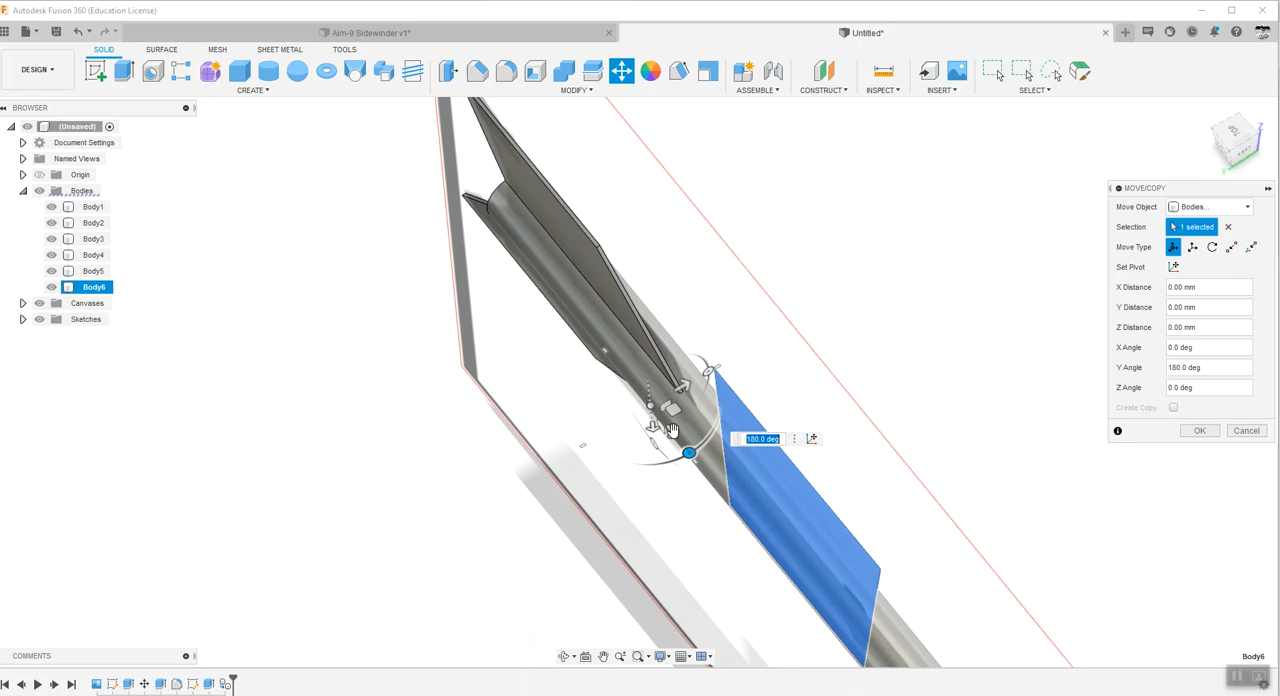 Autodesk Fusion 360 (Education License)
Aim-9 Sidewinder v1*
Untitled*
SOLID SURFACE MESH SHEET METAL TOOLS
DESIGN
CREATE MODIFY ASSEMBLE CONSTRUCT INSPECT INSERT SELECT
BROWSER
(Unsaved)
Document Settings
Named Views
Origin
Bodies
Body1
Body2
Body3
Body4
Body5
Body6
Canvases
Sketches
TOP
LEFT
Z
Y
MOVE/COPY
Move Object Bodies...
Selection 1 selected
Move Type
Set Pivot
X Distance 0.00 mm
Y Distance 0.00 mm
Z Distance 0.00 mm
X Angle 0.0 deg
Y Angle 180.0 deg
Z Angle 0.0 deg
Create Copy
OK Cancel
180.0 deg
COMMENTS
Body6